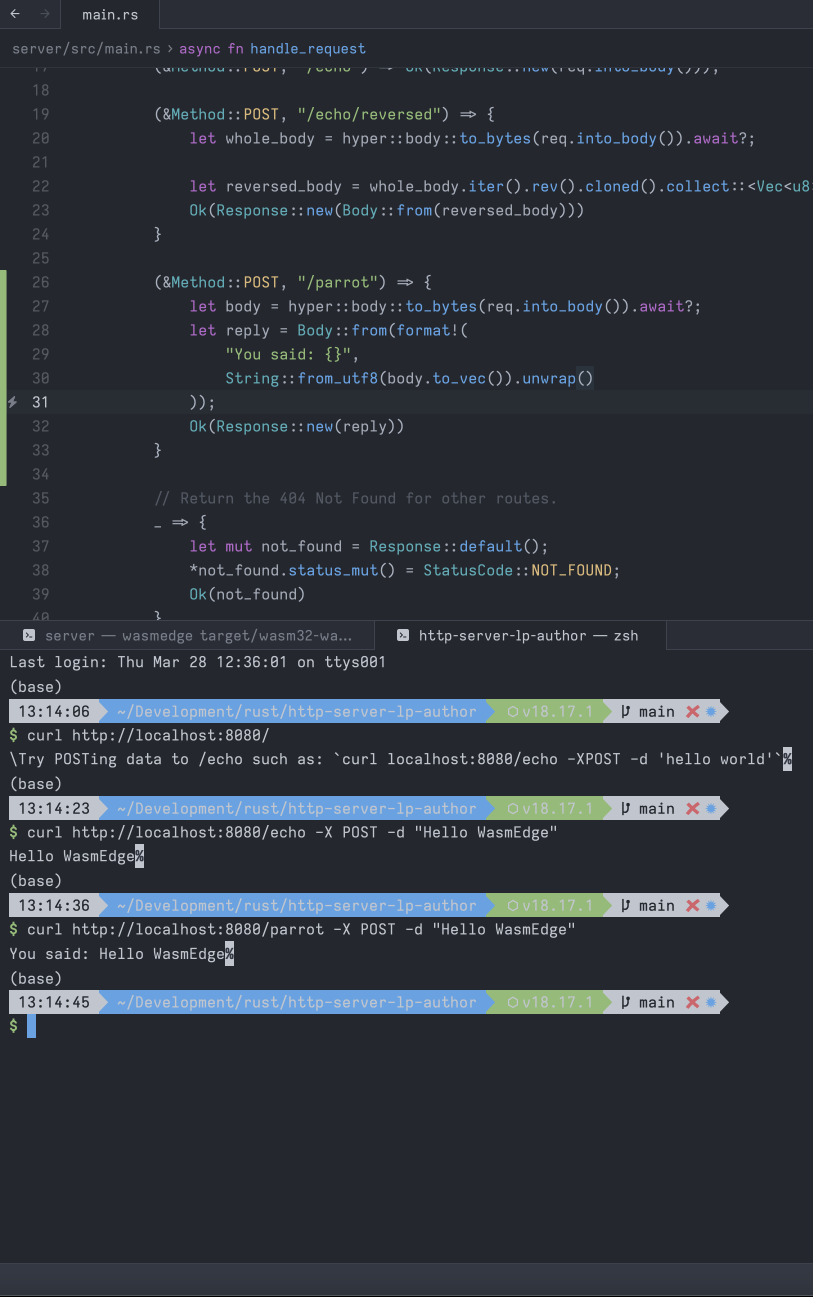 ← → main.rs
server/src/main.rs › async fn handle_request
17 (&Method::POST, "/echo") => Ok(Response::new(req.into_body())),
18
19 (&Method::POST, "/echo/reversed") => {
20 let whole_body = hyper::body::to_bytes(req.into_body()).await?;
21
22 let reversed_body = whole_body.iter().rev().cloned().collect::<Vec<u8>
23 Ok(Response::new(Body::from(reversed_body)))
24 }
25
26 (&Method::POST, "/parrot") => {
27 let body = hyper::body::to_bytes(req.into_body()).await?;
28 let reply = Body::from(format!(
29 "You said: {}",
30 String::from_utf8(body.to_vec()).unwrap()
31 ));
32 Ok(Response::new(reply))
33 }
34
35 // Return the 404 Not Found for other routes.
36 _ => {
37 let mut not_found = Response::default();
38 *not_found.status_mut() = StatusCode::NOT_FOUND;
39 Ok(not_found)
40 }
server — wasmedge target/wasm32-wa... http-server-lp-author — zsh
Last login: Thu Mar 28 12:36:01 on ttys001
(base)
13:14:06 ~/Development/rust/http-server-lp-author v18.17.1 main
$ curl http://localhost:8080/
\Try POSTing data to /echo such as: `curl localhost:8080/echo -XPOST -d 'hello world'`%
(base)
13:14:23 ~/Development/rust/http-server-lp-author v18.17.1 main
$ curl http://localhost:8080/echo -X POST -d "Hello WasmEdge"
Hello WasmEdge%
(base)
13:14:36 ~/Development/rust/http-server-lp-author v18.17.1 main
$ curl http://localhost:8080/parrot -X POST -d "Hello WasmEdge"
You said: Hello WasmEdge%
(base)
13:14:45 ~/Development/rust/http-server-lp-author v18.17.1 main
$